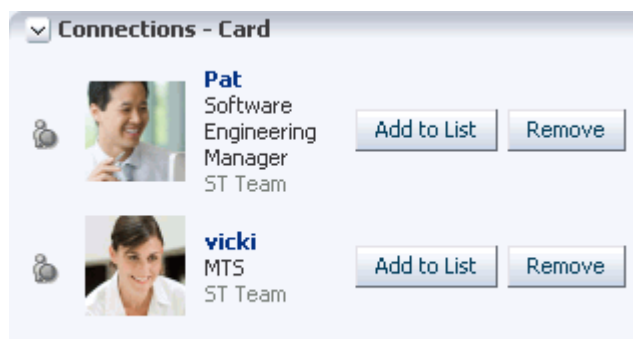 Connections - Card
Pat
Software
Engineering
Manager
ST Team
Add to List
Remove
vicki
MTS
ST Team
Add to List
Remove